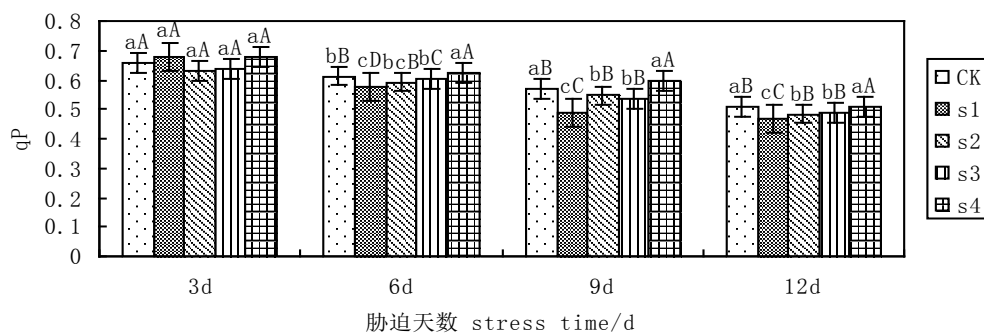 0.8
0.7
0.6
0.5
0.4
0.3
0.2
0.1
0
qP
aA aA aA aA aA
bB cD bcB bC aA
aB cC bB bB aA
aB cC bB bB aA
3d 6d 9d 12d
胁迫天数 stress time/d
CK
s1
s2
s3
s4